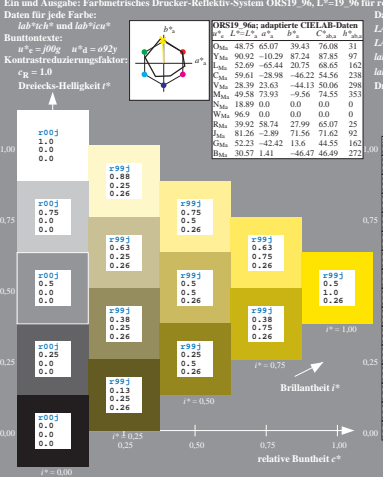 Ein und Ausgabe: Farbmetrisches Drucker-Reflektiv-System ORS19_96, L*=19_96 für r
Daten für jede Farbe:
lab*tch* und lab*icu*
Bunttontexte:
u*e = j00g u*d = o92y
Kontrastreduzierungsfaktor:
cR = 1.0
Dreiecks-Helligkeit t*
b*a
a*a
ORS19_96a; adaptierte CIELAB-Daten
L*=L*a a*a b*a C*ab,a h*ab,a
OMa 48.75 65.07 39.43 76.08 31
YMa 90.92 -10.29 87.24 87.85 97
LMa 52.69 -65.44 20.75 68.65 162
CMa 59.61 -28.98 -46.22 54.56 238
VMa 28.39 23.63 -44.13 50.06 298
MMa 49.58 73.93 -9.56 74.55 353
NMa 18.89 0.0 0.0 0.0 0
WMa 96.9 0.0 0.0 0.0 0
RMa 39.92 58.74 27.99 65.07 25
JMa 81.26 -2.89 71.56 71.62 92
GMa 52.23 -42.42 13.6 44.55 162
BMa 30.57 1.41 -46.47 46.49 272
1,00
0,75
0,50
0,25
0,00
r00j
1.0
0.0
0.0
r00j
0.75
0.0
0.0
r00j
0.5
0.0
0.0
r00j
0.25
0.0
0.0
r00j
0.0
0.0
0.0
i* = 0,00
r99j
0.88
0.25
0.26
r99j
0.63
0.25
0.26
r99j
0.38
0.25
0.26
r99j
0.13
0.25
0.26
i* = 0,25
r99j
0.75
0.5
0.26
r99j
0.5
0.5
0.26
r99j
0.25
0.5
0.26
i* = 0,50
r99j
0.63
0.75
0.26
r99j
0.38
0.75
0.26
i* = 0,75
r99j
0.5
1.0
0.26
i* = 1,00
Brillantheit i*
0,25
0,50
0,75
1,00
relative Buntheit c*